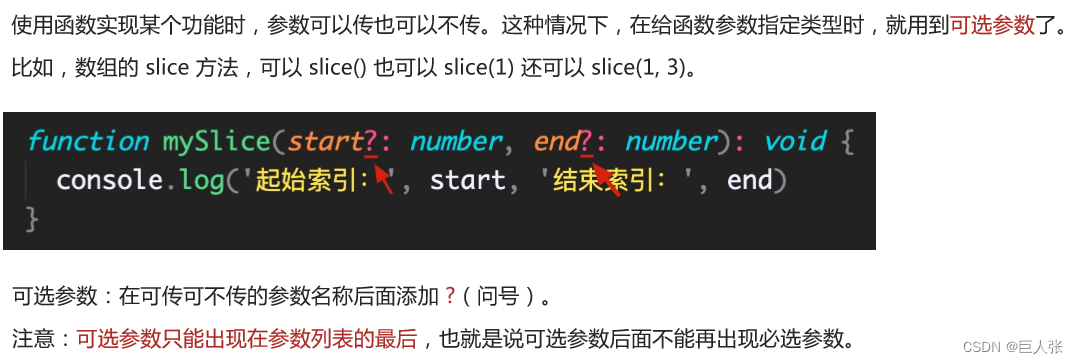 使用函数实现某个功能时，参数可以传也可以不传。这种情况下，在给函数参数指定类型时，就用到可选参数了。
比如，数组的 slice 方法，可以 slice() 也可以 slice(1) 还可以 slice(1, 3)。
function mySlice(start?: number, end?: number): void {
  console.log('起始索引：', start, '结束索引：', end)
}
可选参数：在可传可不传的参数名称后面添加 ?（问号）。
注意：可选参数只能出现在参数列表的最后，也就是说可选参数后面不能再出现必选参数。
CSDN @巨人张